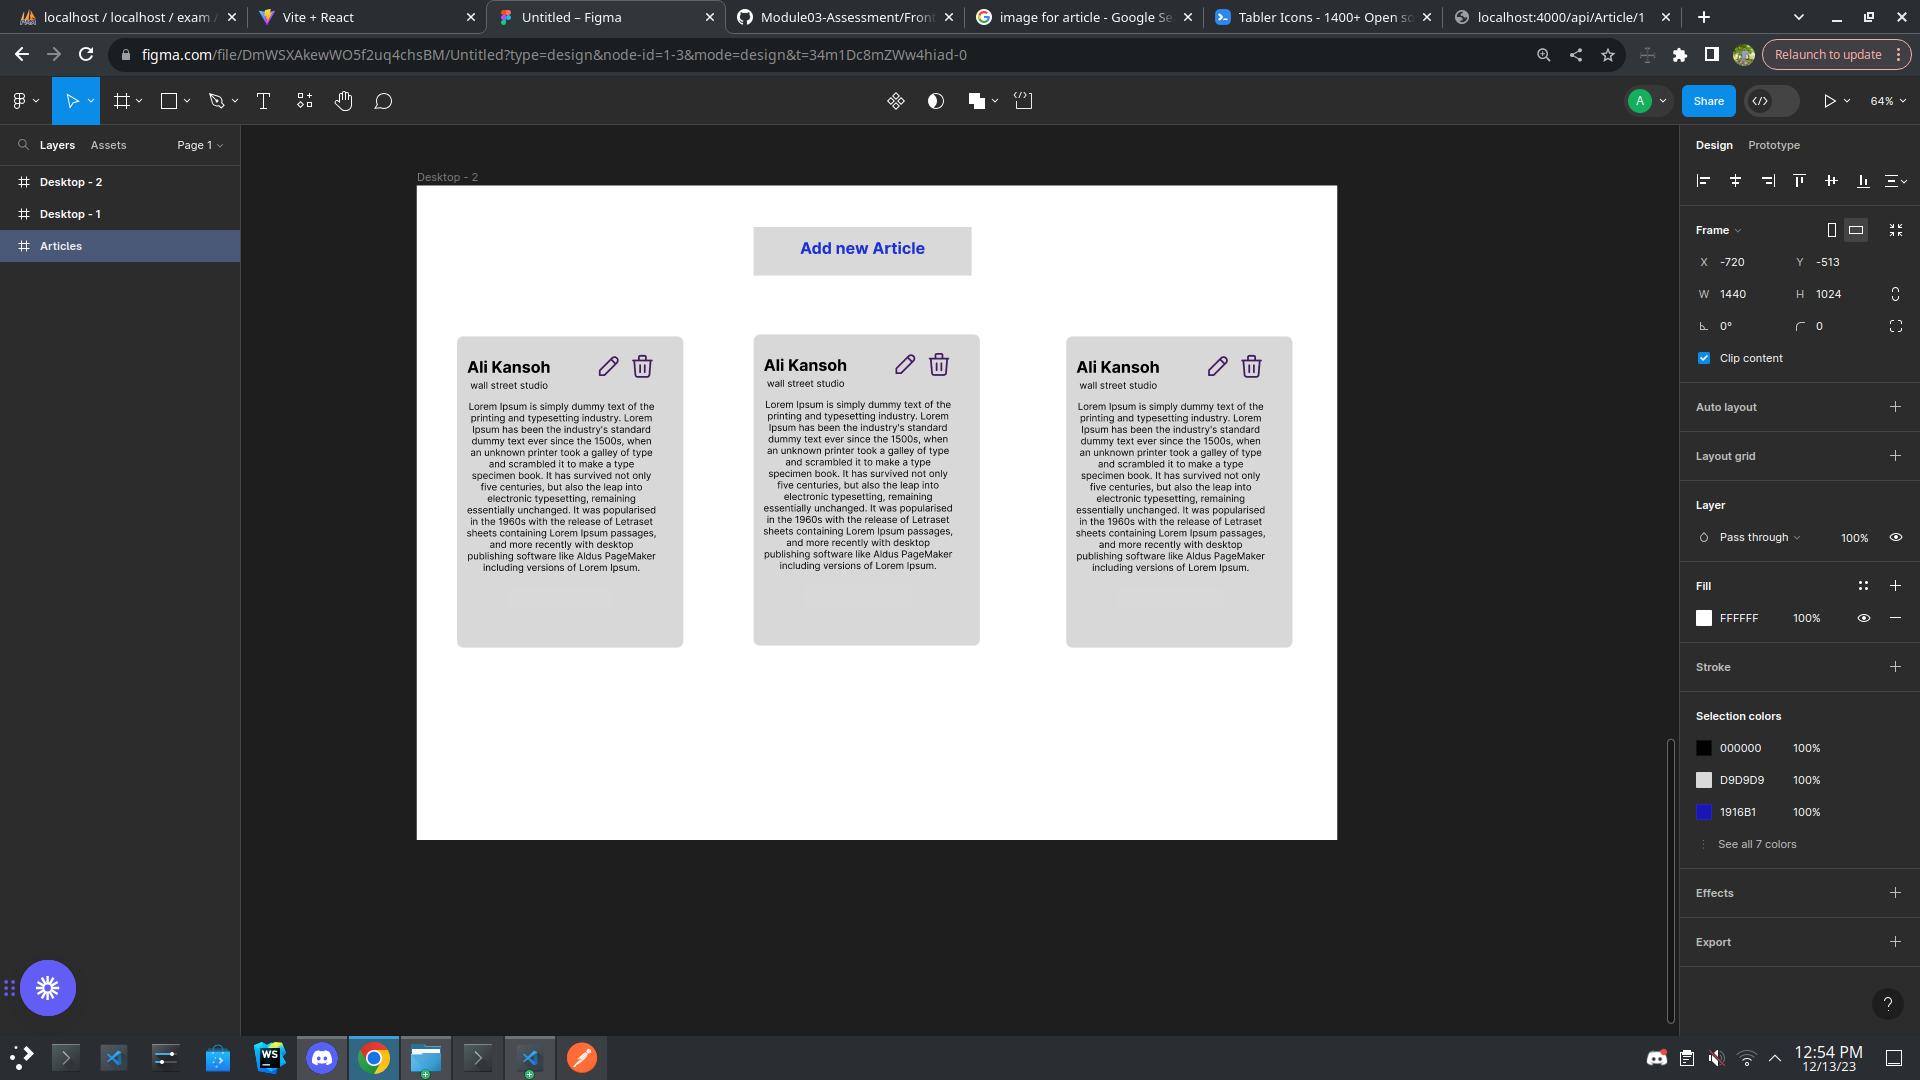 localhost / localhost / exam /
Vite + React
Untitled – Figma
Module03-Assessment/Front
image for article - Google Se
Tabler Icons - 1400+ Open so
localhost:4000/api/Article/1
figma.com/file/DmWSXAkewWO5f2uq4chsBM/Untitled?type=design&node-id=1-3&mode=design&t=34m1Dc8mZWw4hiad-0
Relaunch to update
A
Share
64%
Layers
Assets
Page 1
Desktop - 2
Desktop - 1
Articles
Desktop - 2
Add new Article
Ali Kansoh
wall street studio
Lorem Ipsum is simply dummy text of the
printing and typesetting industry. Lorem
Ipsum has been the industry's standard
dummy text ever since the 1500s, when
an unknown printer took a galley of type
and scrambled it to make a type
specimen book. It has survived not only
five centuries, but also the leap into
electronic typesetting, remaining
essentially unchanged. It was popularised
in the 1960s with the release of Letraset
sheets containing Lorem Ipsum passages,
and more recently with desktop
publishing software like Aldus PageMaker
including versions of Lorem Ipsum.
Ali Kansoh
wall street studio
Lorem Ipsum is simply dummy text of the
printing and typesetting industry. Lorem
Ipsum has been the industry's standard
dummy text ever since the 1500s, when
an unknown printer took a galley of type
and scrambled it to make a type
specimen book. It has survived not only
five centuries, but also the leap into
electronic typesetting, remaining
essentially unchanged. It was popularised
in the 1960s with the release of Letraset
sheets containing Lorem Ipsum passages,
and more recently with desktop
publishing software like Aldus PageMaker
including versions of Lorem Ipsum.
Ali Kansoh
wall street studio
Lorem Ipsum is simply dummy text of the
printing and typesetting industry. Lorem
Ipsum has been the industry's standard
dummy text ever since the 1500s, when
an unknown printer took a galley of type
and scrambled it to make a type
specimen book. It has survived not only
five centuries, but also the leap into
electronic typesetting, remaining
essentially unchanged. It was popularised
in the 1960s with the release of Letraset
sheets containing Lorem Ipsum passages,
and more recently with desktop
publishing software like Aldus PageMaker
including versions of Lorem Ipsum.
Design
Prototype
Frame
X -720
Y -513
W 1440
H 1024
0°
0
Clip content
Auto layout
Layout grid
Layer
Pass through
100%
Fill
FFFFFF 100%
Stroke
Selection colors
000000 100%
D9D9D9 100%
1916B1 100%
See all 7 colors
Effects
Export
?
WS
12:54 PM
12/13/23